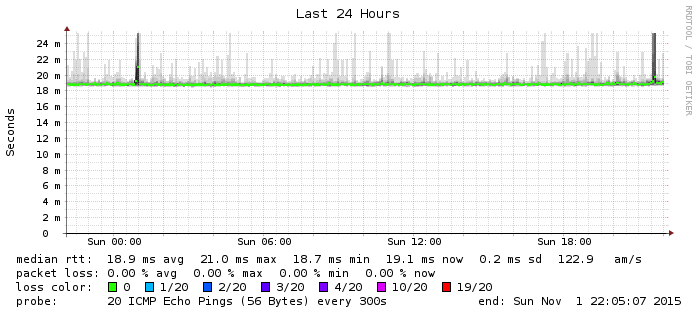 Last 24 Hours
RRDTOOL / TOBI OETIKER
Seconds
24 m
22 m
20 m
18 m
16 m
14 m
12 m
10 m
8 m
6 m
4 m
2 m
0
Sun 00:00 Sun 06:00 Sun 12:00 Sun 18:00
median rtt: 18.9 ms avg 21.0 ms max 18.7 ms min 19.1 ms now 0.2 ms sd 122.9 am/s
packet loss: 0.00 % avg 0.00 % max 0.00 % min 0.00 % now
loss color: 0 1/20 2/20 3/20 4/20 10/20 19/20
probe: 20 ICMP Echo Pings (56 Bytes) every 300s end: Sun Nov 1 22:05:07 2015